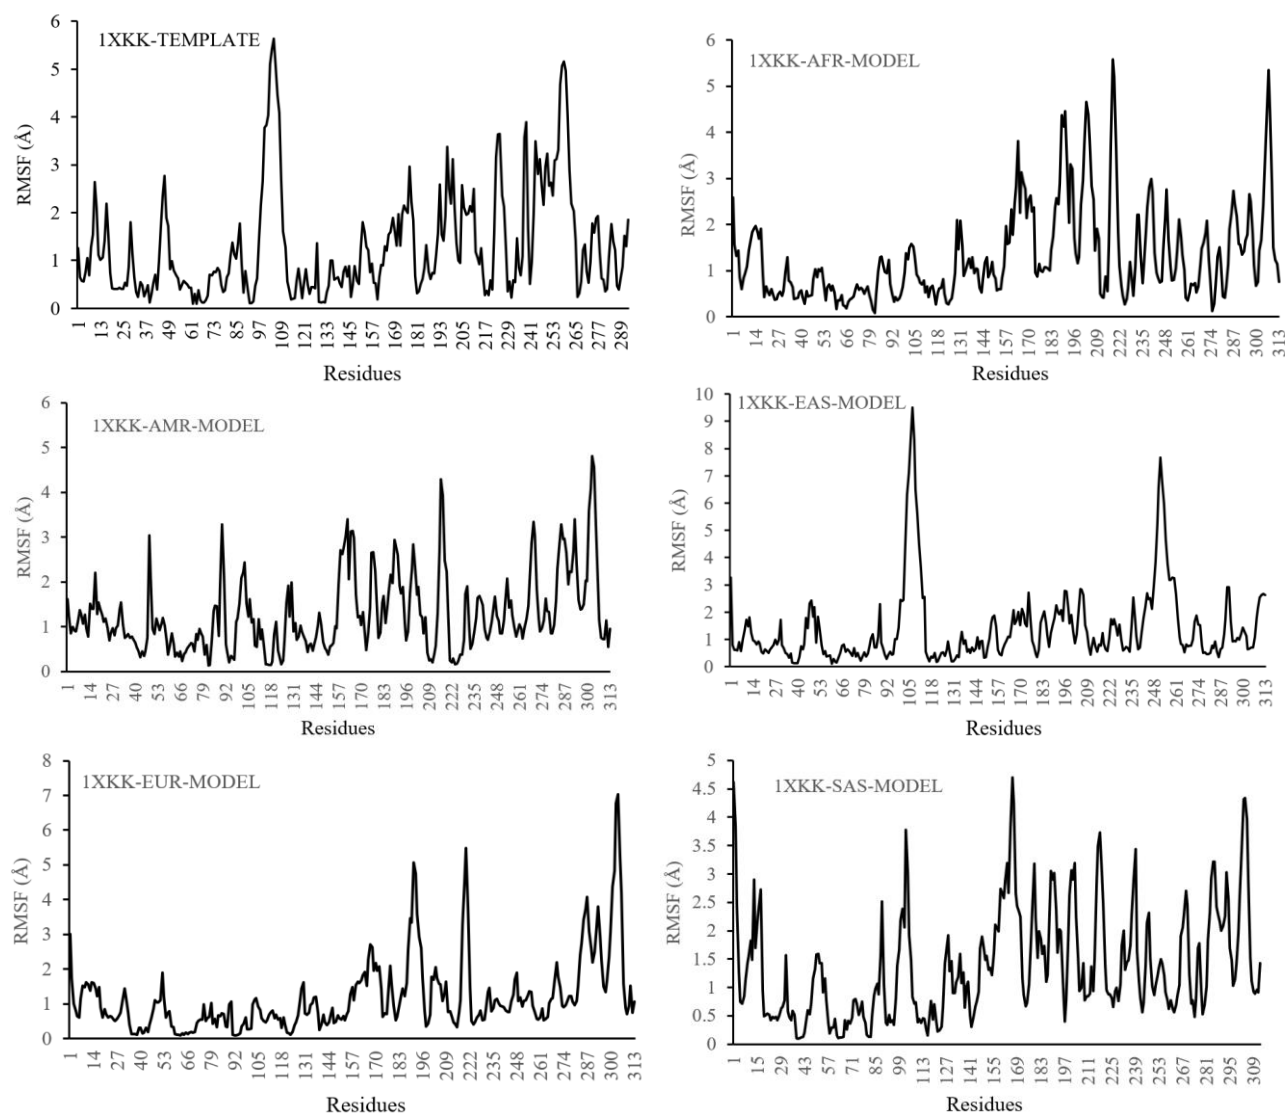 1XKK-TEMPLATE
RMSF (Å)
6
5
4
3
2
1
0
1 13 25 37 49 61 73 85 97 109 121 133 145 157 169 181 193 205 217 229 241 253 265 277 289
Residues
1XKK-AFR-MODEL
RMSF (Å)
6
5
4
3
2
1
0
1 14 27 40 53 66 79 92 105 118 131 144 157 170 183 196 209 222 235 248 261 274 287 300 313
Residues
1XKK-AMR-MODEL
RMSF (Å)
6
5
4
3
2
1
0
1 14 27 40 53 66 79 92 105 118 131 144 157 170 183 196 209 222 235 248 261 274 287 300 313
Residues
1XKK-EAS-MODEL
RMSF (Å)
10
9
8
7
6
5
4
3
2
1
0
1 14 27 40 53 66 79 92 105 118 131 144 157 170 183 196 209 222 235 248 261 274 287 300 313
Residues
1XKK-EUR-MODEL
RMSF (Å)
8
7
6
5
4
3
2
1
0
1 14 27 40 53 66 79 92 105 118 131 144 157 170 183 196 209 222 235 248 261 274 287 300 313
Residues
1XKK-SAS-MODEL
RMSF (Å)
5
4.5
4
3.5
3
2.5
2
1.5
1
0.5
0
1 15 29 43 57 71 85 99 113 127 141 155 169 183 197 211 225 239 253 267 281 295 309
Residues